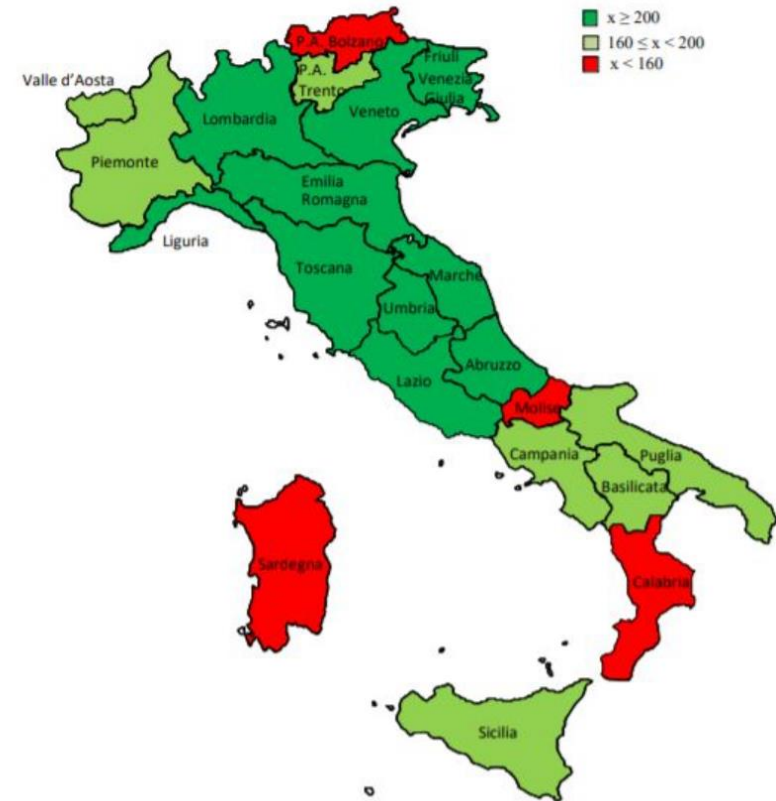 x ≥ 200
160 ≤ x < 200
x < 160
P.A. Bolzano
Friuli
Venezia
Giulia
P.A.
Trento
Valle d'Aosta
Veneto
Lombardia
Piemonte
Emilia
Romagna
Liguria
Toscana
Marche
Umbria
Abruzzo
Lazio
Molise
Campania
Puglia
Basilicata
Sardegna
Calabria
Sicilia